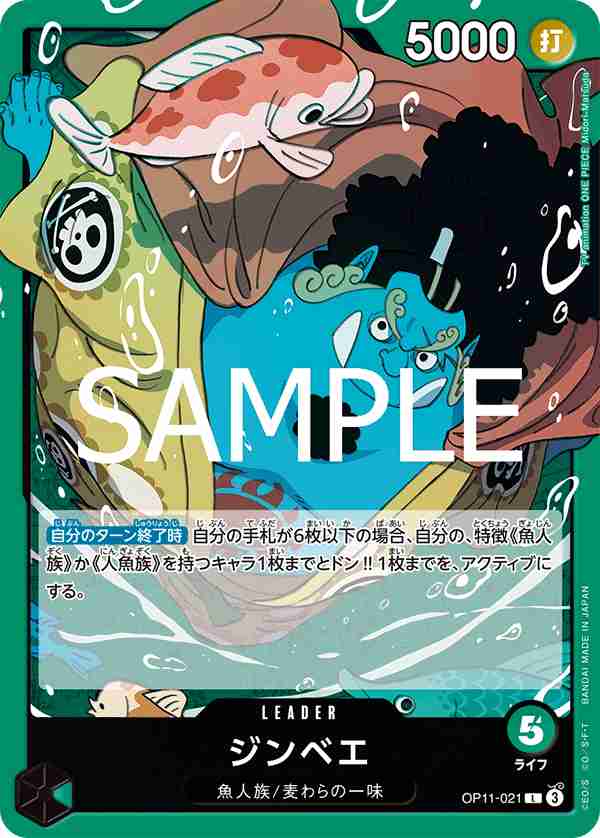 5000 打
Fv animation ONE PIECE Midori Matsuda
SAMPLE
自分のターン終了時 自分の手札が6枚以下の場合、自分の、特徴《魚人
族》か《人魚族》を持つキャラ1枚までとドン!!1枚までを、アクティブに
する。
LEADER
ジンベエ
魚人族/麦わらの一味
5
ライフ
OP11-021 L 3
©E.O/S ©O/S・F・T BANDAI MADE IN JAPAN